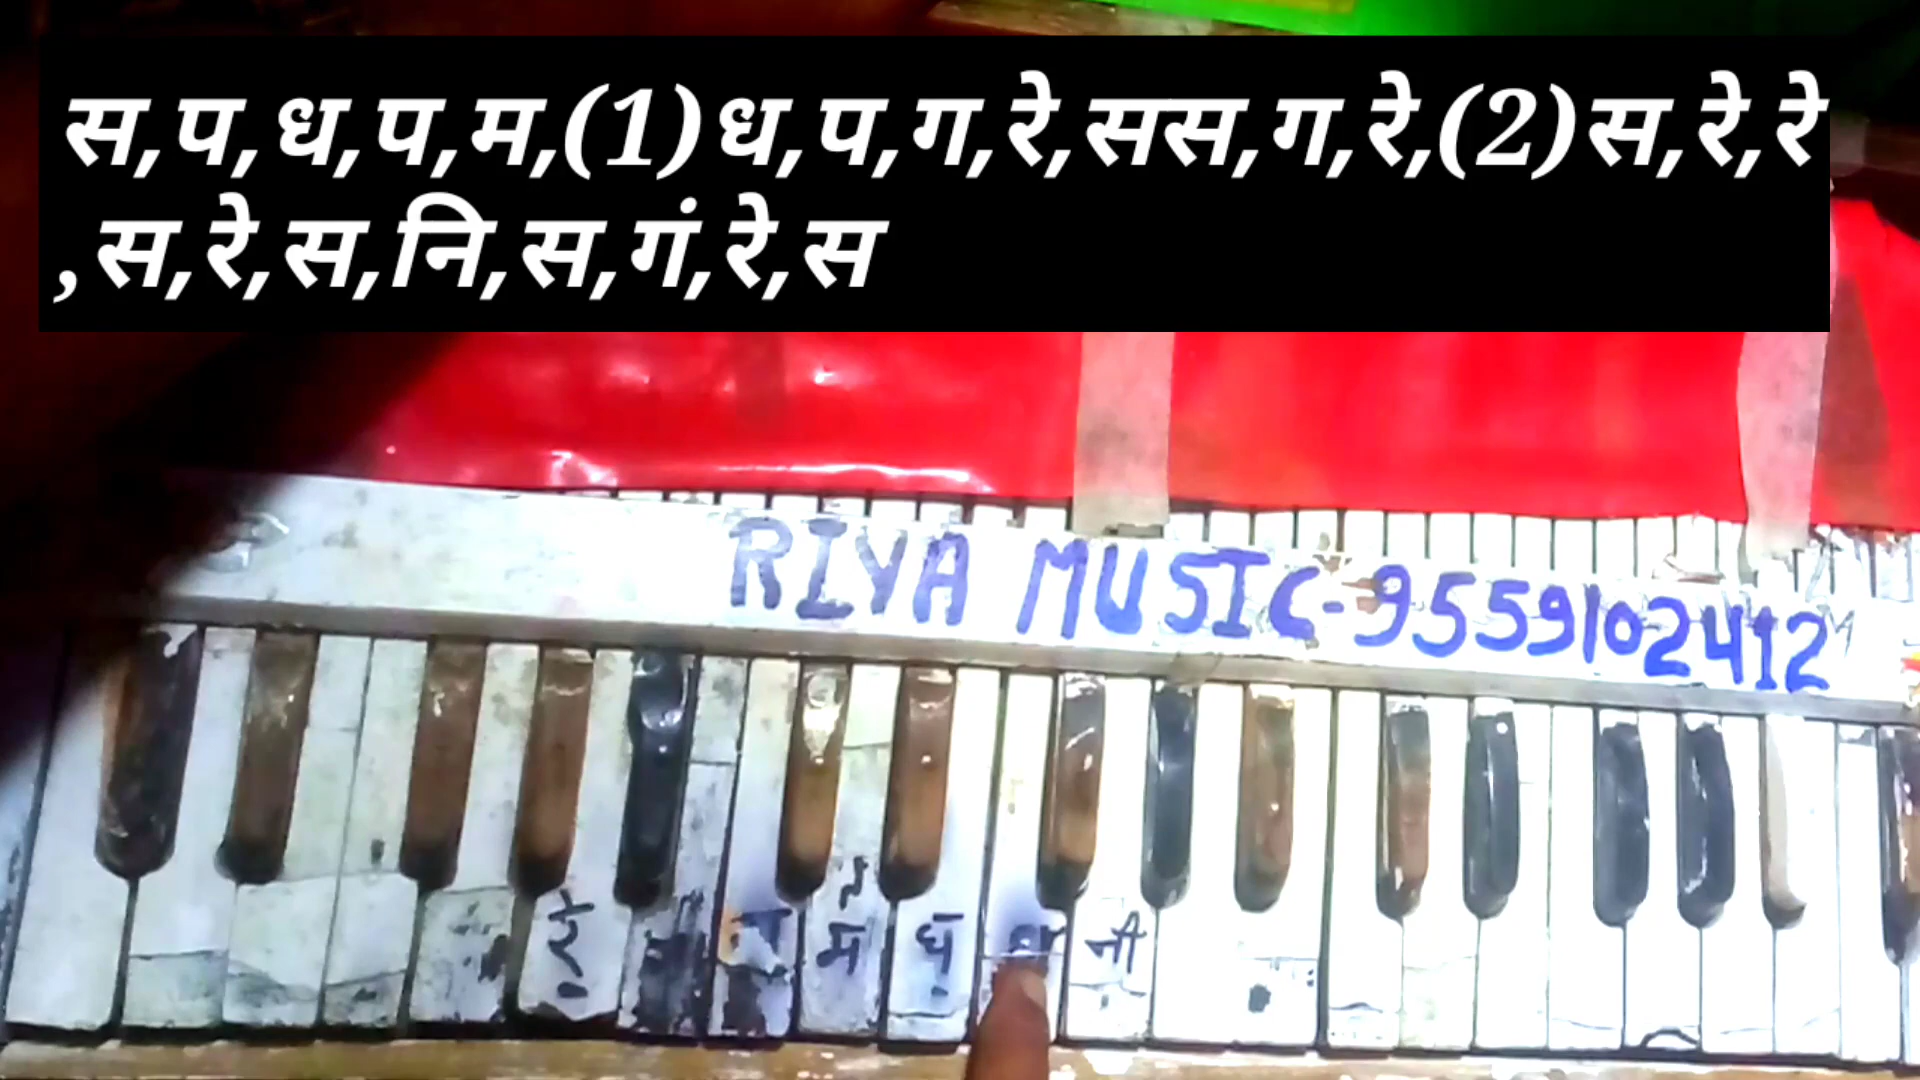 स,प,ध,प,म,(1)ध,प,ग,रे,सस,ग,रे,(2)स,रे,रे
,स,रे,स,नि,स,गं,रे,स
RIYA MUSIC-9559102412
रे म ध नी